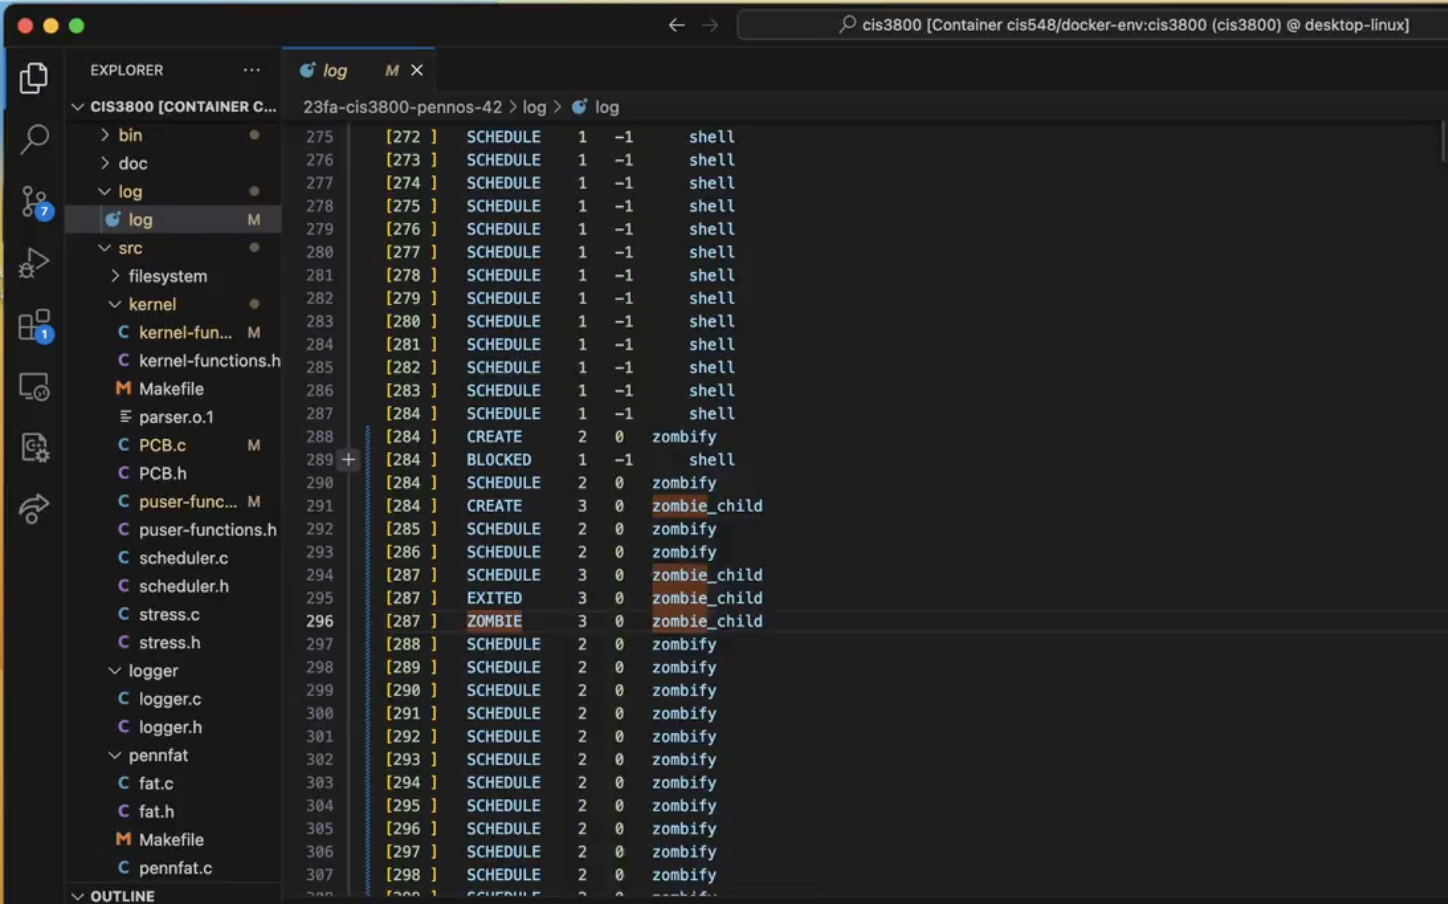 cis3800 [Container cis548/docker-env:cis3800 (cis3800) @ desktop-linux]
EXPLORER ...
CIS3800 [CONTAINER C...
bin
doc
log
log M
src
filesystem
kernel
C kernel-fun... M
C kernel-functions.h
M Makefile
parser.o.1
C PCB.c M
C PCB.h
C puser-func... M
C puser-functions.h
C scheduler.c
C scheduler.h
C stress.c
C stress.h
logger
C logger.c
C logger.h
pennfat
C fat.c
C fat.h
M Makefile
C pennfat.c
OUTLINE
7
1
log M
23fa-cis3800-pennos-42 > log > log
275 [272 ] SCHEDULE 1 -1 shell
276 [273 ] SCHEDULE 1 -1 shell
277 [274 ] SCHEDULE 1 -1 shell
278 [275 ] SCHEDULE 1 -1 shell
279 [276 ] SCHEDULE 1 -1 shell
280 [277 ] SCHEDULE 1 -1 shell
281 [278 ] SCHEDULE 1 -1 shell
282 [279 ] SCHEDULE 1 -1 shell
283 [280 ] SCHEDULE 1 -1 shell
284 [281 ] SCHEDULE 1 -1 shell
285 [282 ] SCHEDULE 1 -1 shell
286 [283 ] SCHEDULE 1 -1 shell
287 [284 ] SCHEDULE 1 -1 shell
288 [284 ] CREATE 2 0 zombify
289 [284 ] BLOCKED 1 -1 shell
290 [284 ] SCHEDULE 2 0 zombify
291 [284 ] CREATE 3 0 zombie_child
292 [285 ] SCHEDULE 2 0 zombify
293 [286 ] SCHEDULE 2 0 zombify
294 [287 ] SCHEDULE 3 0 zombie_child
295 [287 ] EXITED 3 0 zombie_child
296 [287 ] ZOMBIE 3 0 zombie_child
297 [288 ] SCHEDULE 2 0 zombify
298 [289 ] SCHEDULE 2 0 zombify
299 [290 ] SCHEDULE 2 0 zombify
300 [291 ] SCHEDULE 2 0 zombify
301 [292 ] SCHEDULE 2 0 zombify
302 [293 ] SCHEDULE 2 0 zombify
303 [294 ] SCHEDULE 2 0 zombify
304 [295 ] SCHEDULE 2 0 zombify
305 [296 ] SCHEDULE 2 0 zombify
306 [297 ] SCHEDULE 2 0 zombify
307 [298 ] SCHEDULE 2 0 zombify